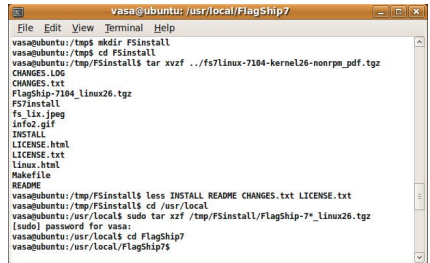 vasa@ubuntu: /usr/local/FlagShip7
File Edit View Terminal Help
vasa@ubuntu:/tmp$ mkdir FSinstall
vasa@ubuntu:/tmp$ cd FSinstall
vasa@ubuntu:/tmp/FSinstall$ tar xvzf ../fs7linux-7104-kernel26-nonrpm_pdf.tgz
CHANGES.LOG
CHANGES.txt
FlagShip-7104_linux26.tgz
FS7install
fs_lix.jpeg
info2.gif
INSTALL
LICENSE.html
LICENSE.txt
linux.html
Makefile
README
vasa@ubuntu:/tmp/FSinstall$ less INSTALL README CHANGES.txt LICENSE.txt
vasa@ubuntu:/tmp/FSinstall$ cd /usr/local
vasa@ubuntu:/usr/local$ sudo tar xzf /tmp/FSinstall/FlagShip-7*_linux26.tgz
[sudo] password for vasa:
vasa@ubuntu:/usr/local$ cd FlagShip7
vasa@ubuntu:/usr/local/FlagShip7$